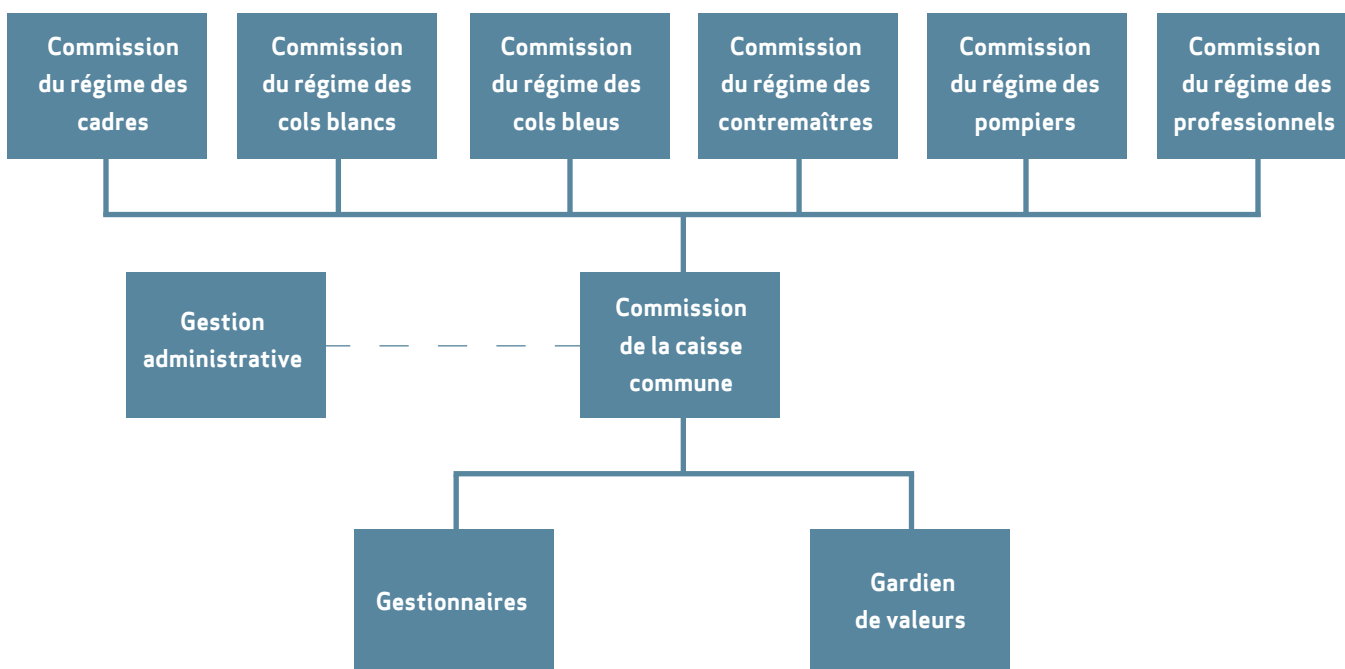 Commission
du régime des
cadres
Commission
du régime des
cols blancs
Commission
du régime des
cols bleus
Commission
du régime des
contremaîtres
Commission
du régime des
pompiers
Commission
du régime des
professionnels
Gestion
administrative
Commission
de la caisse
commune
Gestionnaires
Gardien
de valeurs